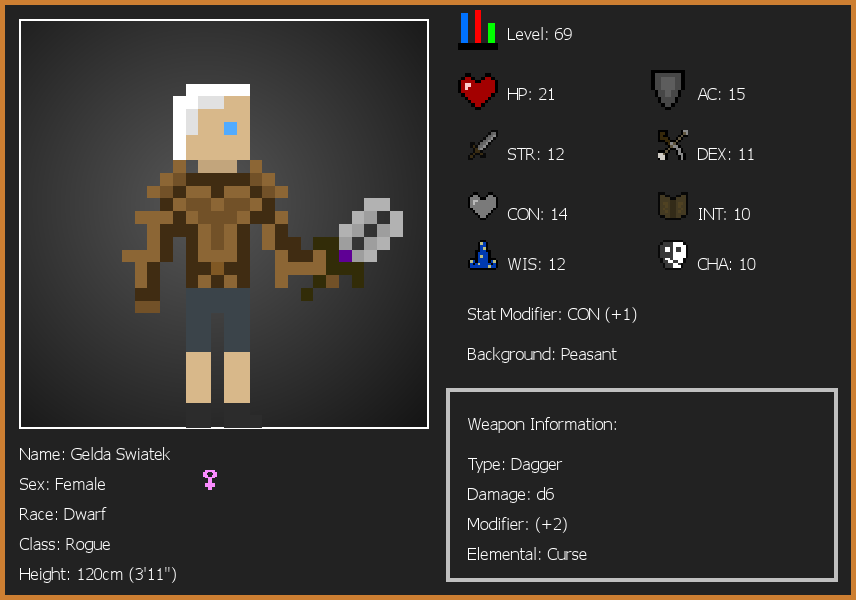 Level: 69
HP: 21
AC: 15
STR: 12
DEX: 11
CON: 14
INT: 10
WIS: 12
CHA: 10
Stat Modifier: CON (+1)
Background: Peasant
Weapon Information:
Type: Dagger
Damage: d6
Modifier: (+2)
Elemental: Curse
Name: Gelda Swiatek
Sex: Female
Race: Dwarf
Class: Rogue
Height: 120cm (3'11")